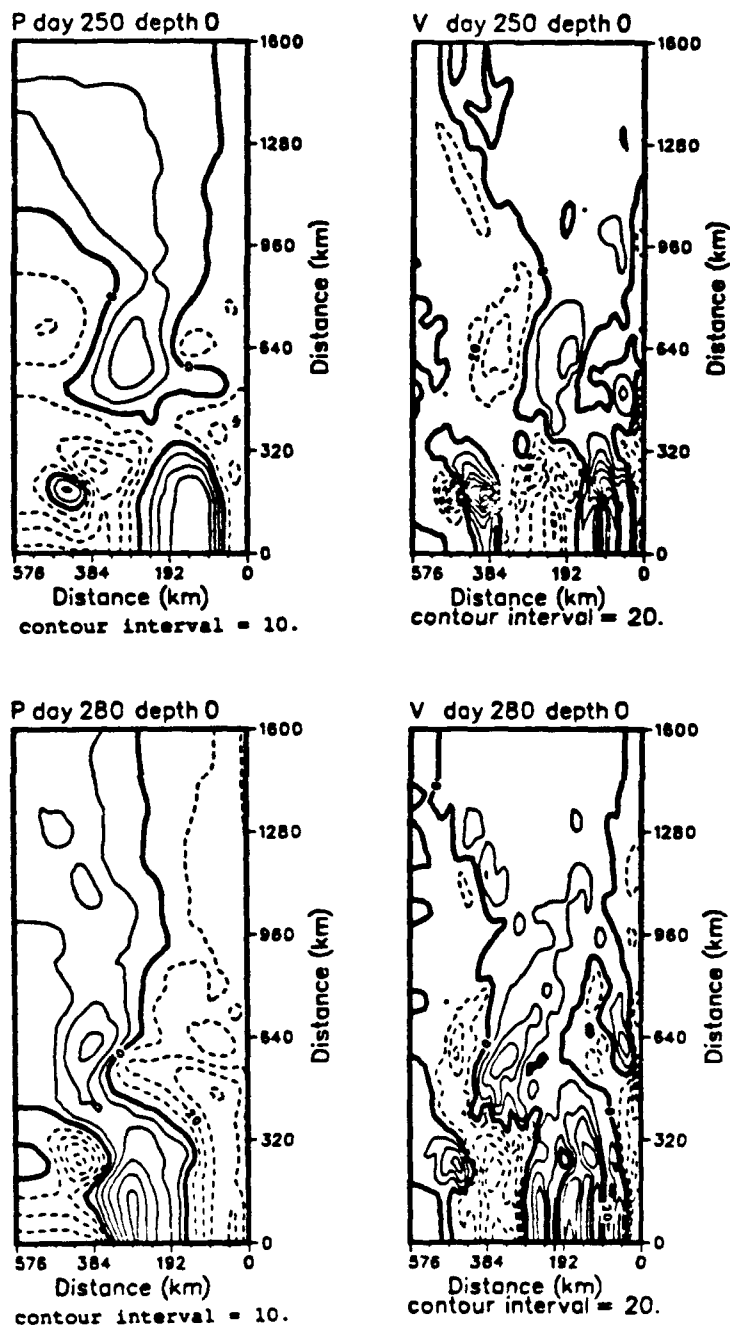 P day 250 depth 0
1600
1280
960
640
320
0
Distance (km)
576 384 192 0
Distance (km)
contour interval = 10.
V day 250 depth 0
1600
1280
960
640
320
0
Distance (km)
576 384 192 0
Distance (km)
contour interval = 20.
P day 280 depth 0
1600
1280
960
640
320
0
Distance (km)
576 384 192 0
Distance (km)
contour interval = 10.
V day 280 depth 0
1600
1280
960
640
320
0
Distance (km)
576 384 192 0
Distance (km)
contour interval = 20.